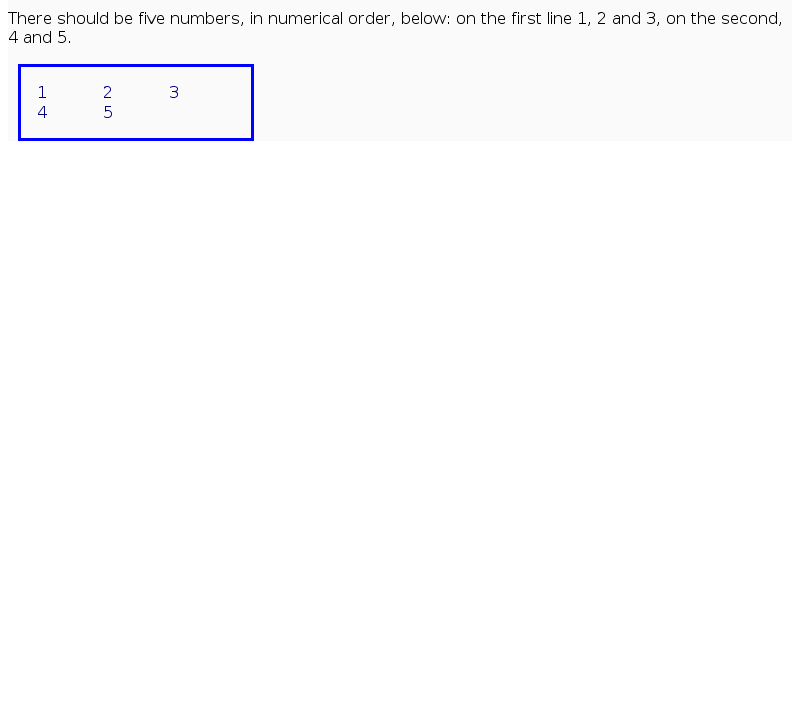 There should be five numbers, in numerical order, below: on the first line 1, 2 and 3, on the second,
4 and 5.
1 2 3
4 5